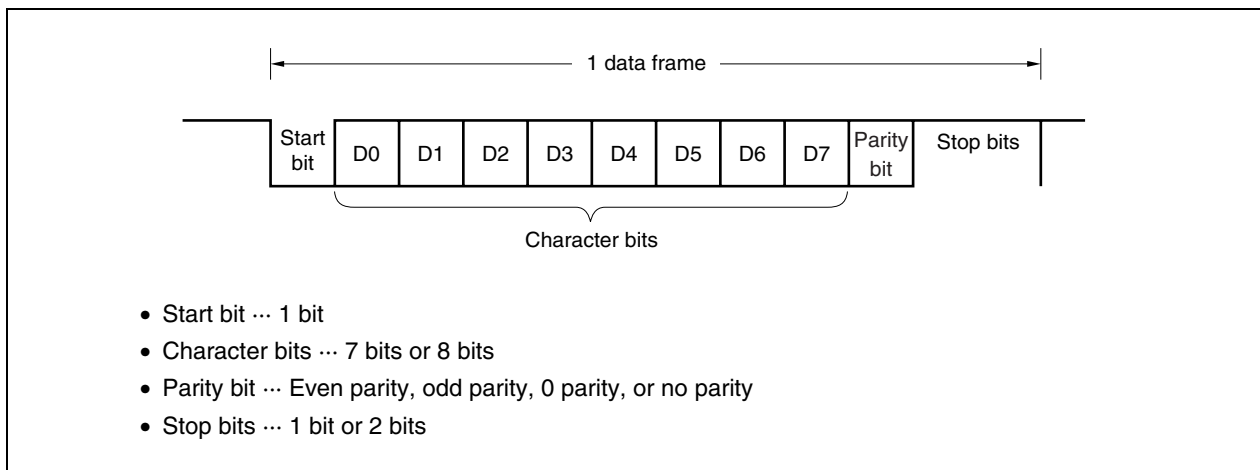 1 data frame
Start bit D0 D1 D2 D3 D4 D5 D6 D7 Parity bit Stop bits
Character bits
• Start bit ··· 1 bit
• Character bits ··· 7 bits or 8 bits
• Parity bit ··· Even parity, odd parity, 0 parity, or no parity
• Stop bits ··· 1 bit or 2 bits